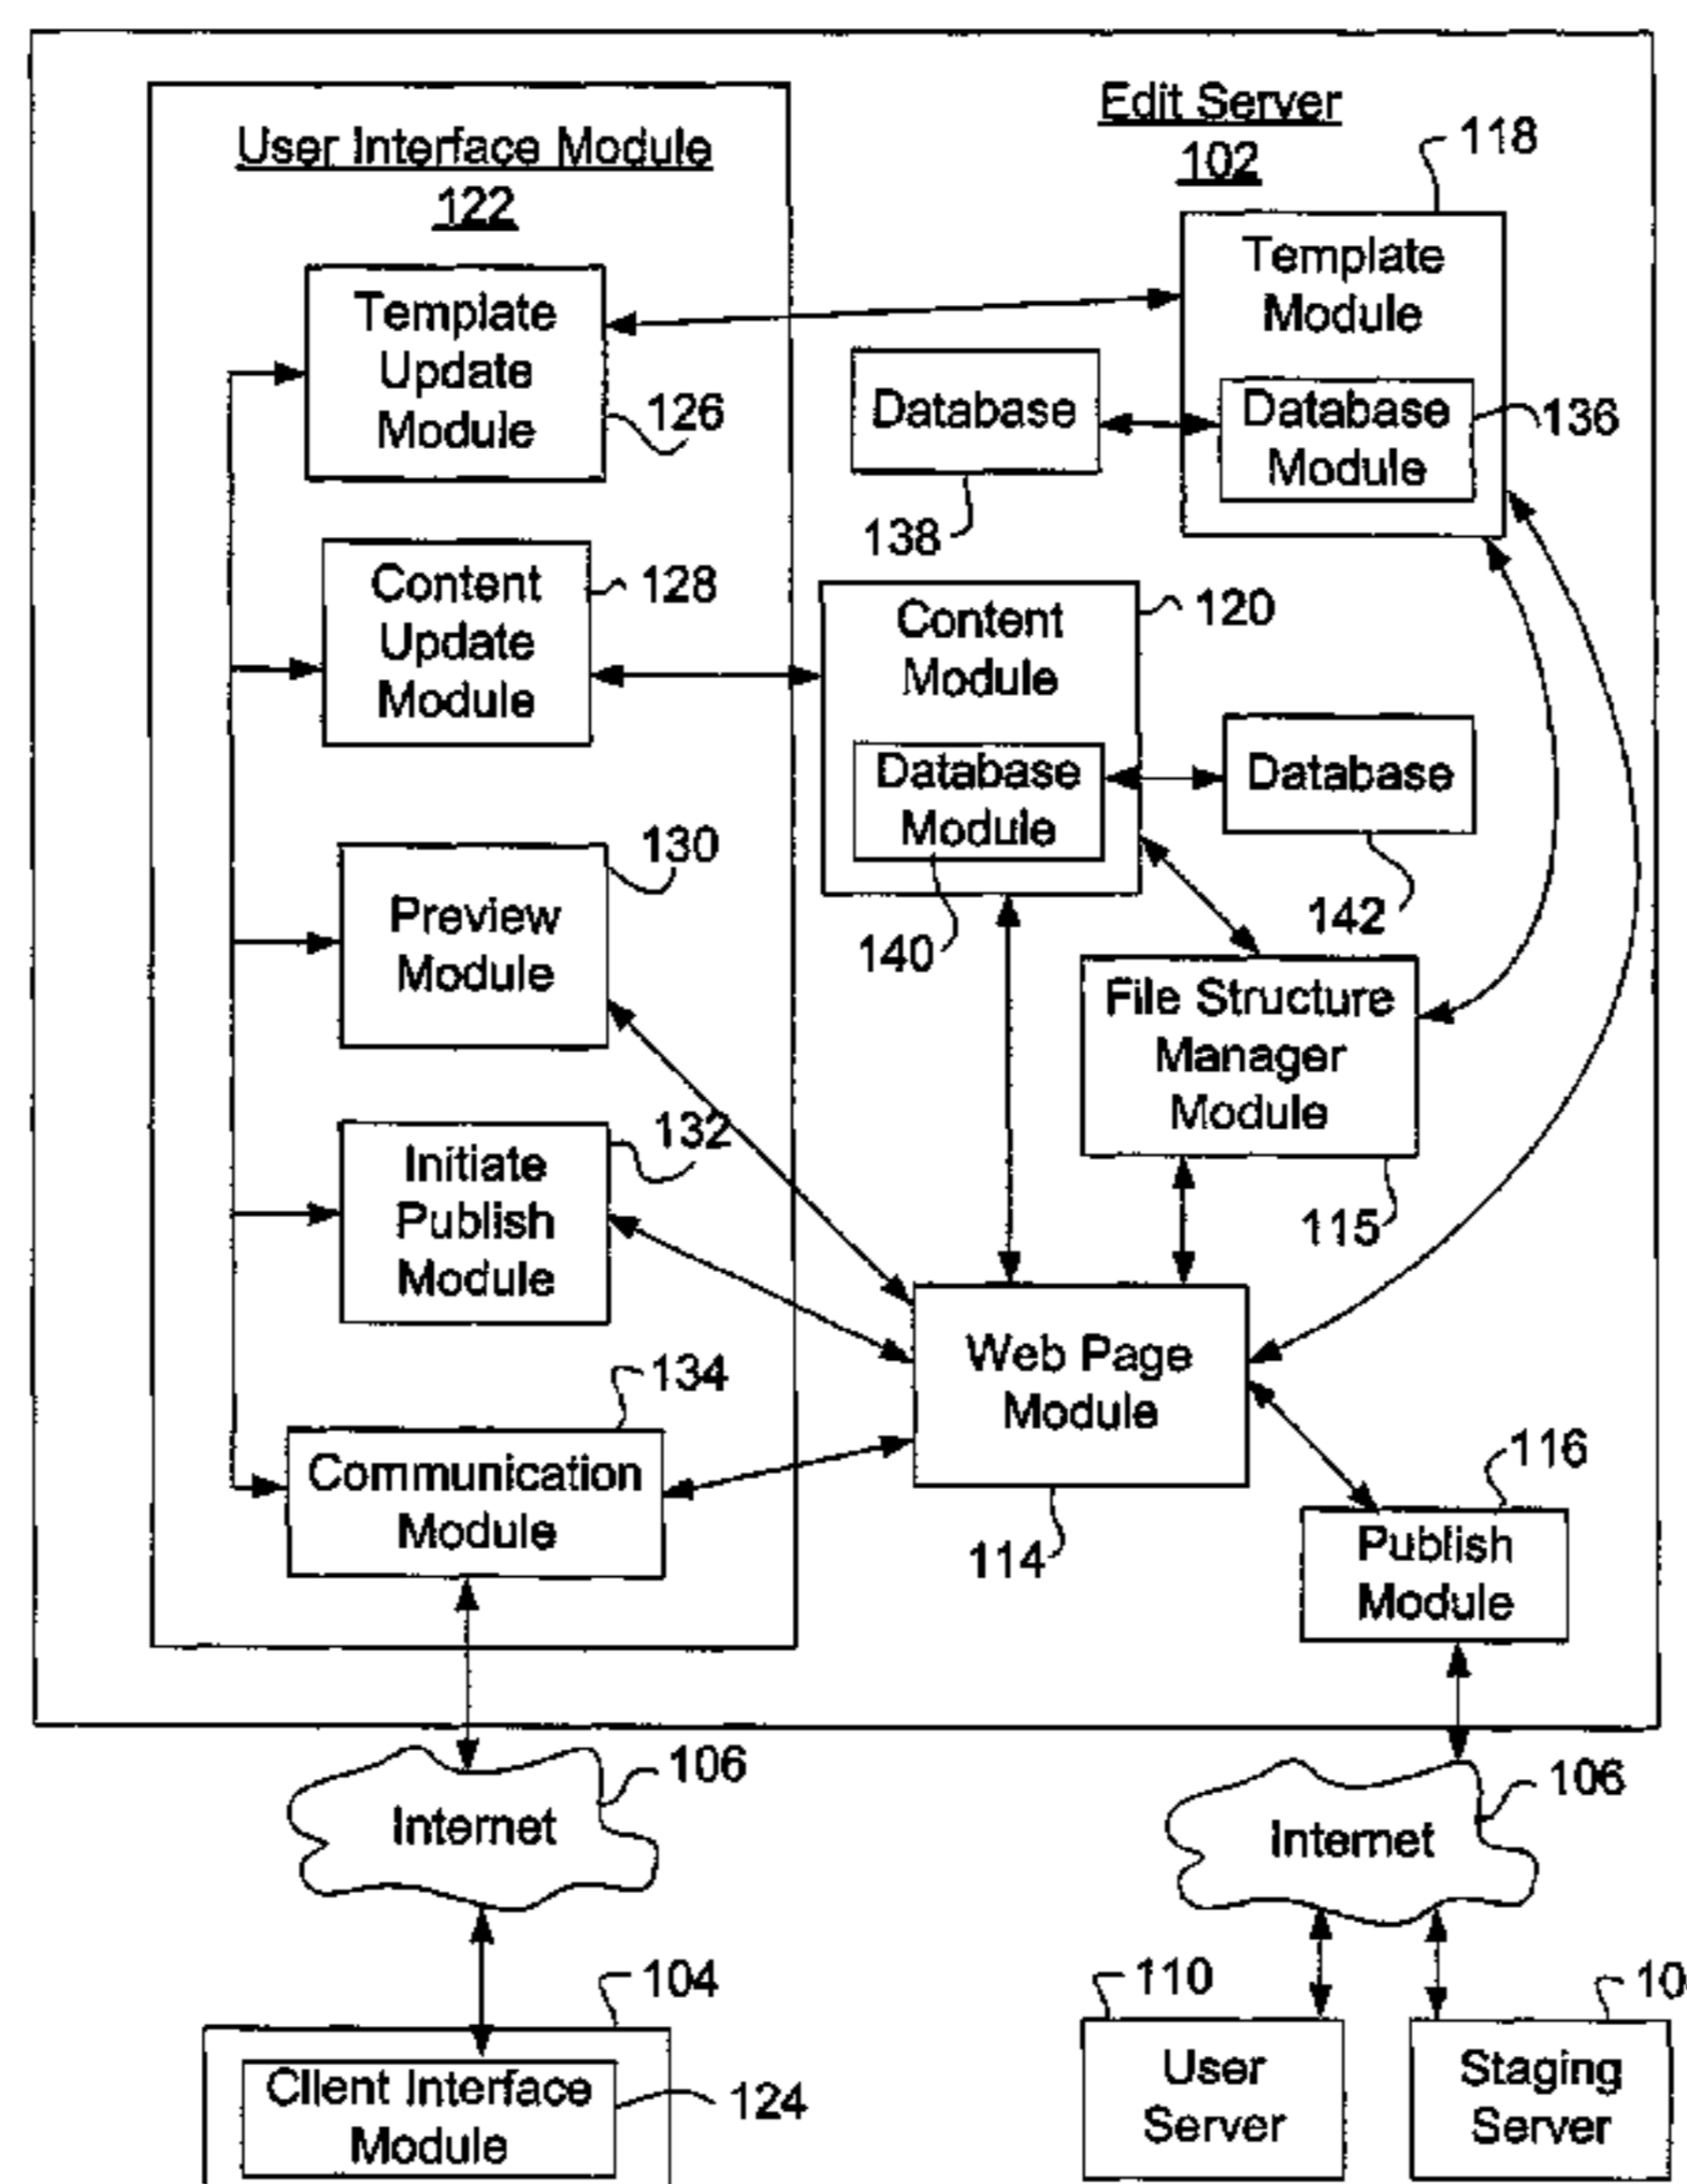 Edit Server
102
User Interface Module
122
118
Template
Module
Database
Module
136
Database
138
Template
Update
Module
126
Content
Update
Module
128
Content
Module
120
Database
Module
140
Database
142
Preview
Module
130
File Structure
Manager
Module
115
Initiate
Publish
Module
132
Web Page
Module
114
Communication
Module
134
Publish
Module
116
Internet
106
Internet
106
104
Client Interface
Module
124
110
User
Server
10
Staging
Server